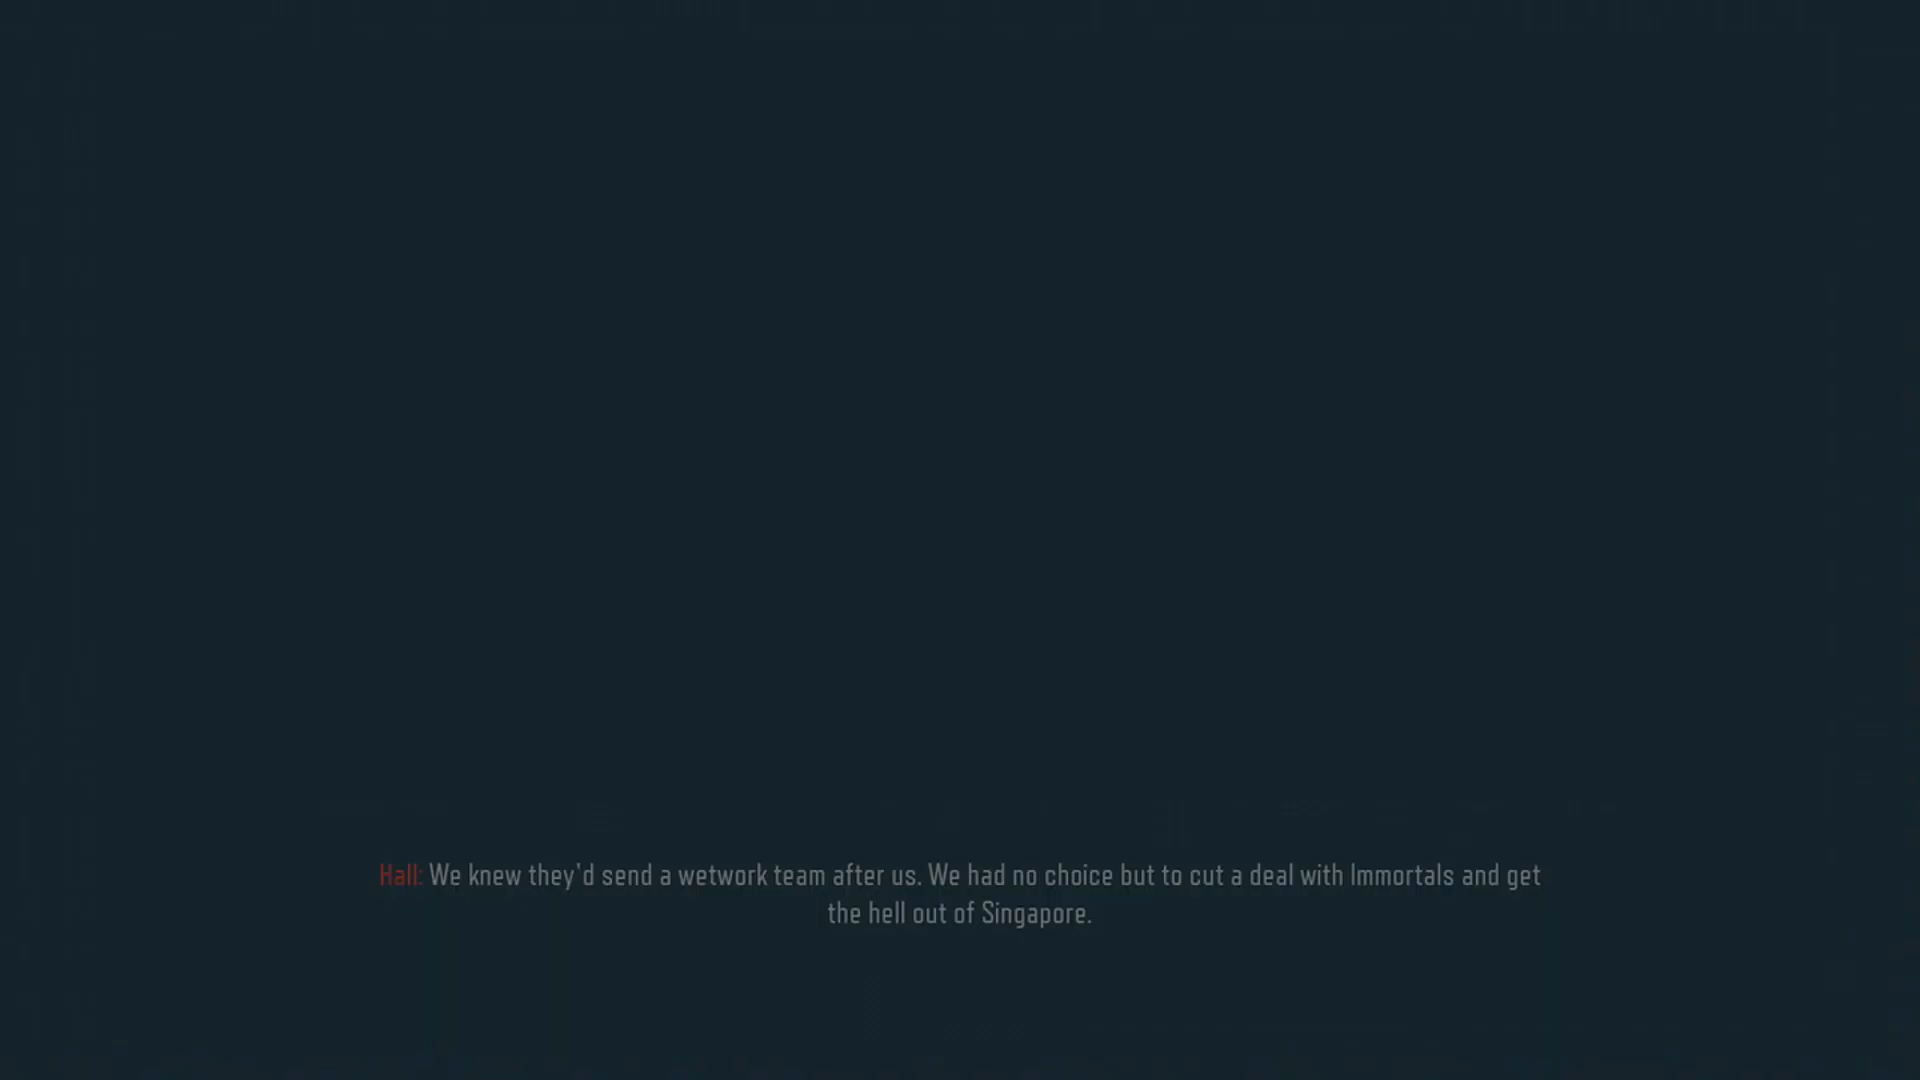 Hall: We knew they'd send a wetwork team after us. We had no choice but to cut a deal with Immortals and get
the hell out of Singapore.